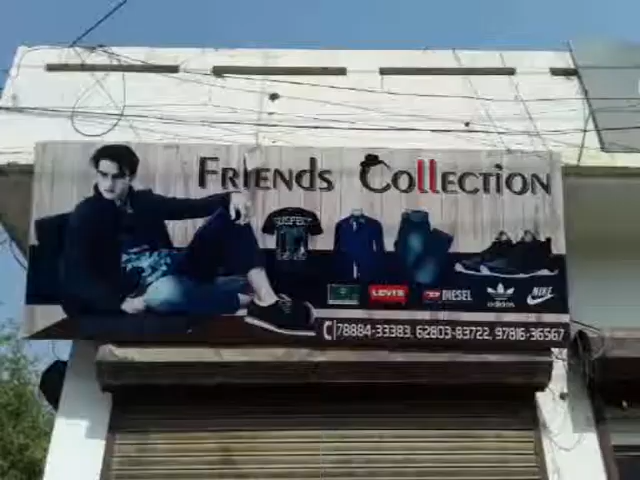 Friends Collection
LEVI'S
DIESEL
adidas
NIKE
78884-33383, 62803-83722, 97816-36567